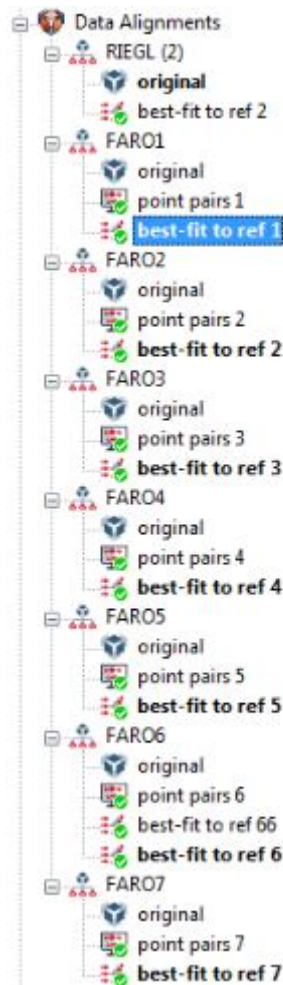 Data Alignments
RIEGL (2)
original
best-fit to ref 2
FARO1
original
point pairs 1
best-fit to ref 1
FARO2
original
point pairs 2
best-fit to ref 2
FARO3
original
point pairs 3
best-fit to ref 3
FARO4
original
point pairs 4
best-fit to ref 4
FARO5
original
point pairs 5
best-fit to ref 5
FARO6
original
point pairs 6
best-fit to ref 66
best-fit to ref 6
FARO7
original
point pairs 7
best-fit to ref 7